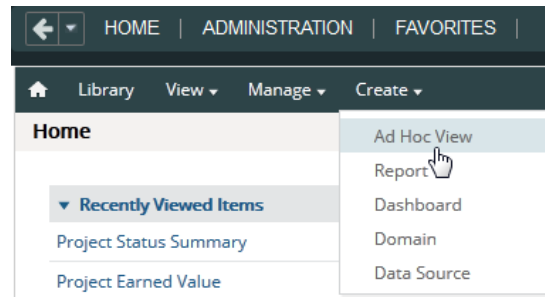 HOME | ADMINISTRATION | FAVORITES |
Library View Manage Create
Home
Ad Hoc View
Report
Recently Viewed Items
Dashboard
Project Status Summary
Domain
Project Earned Value
Data Source